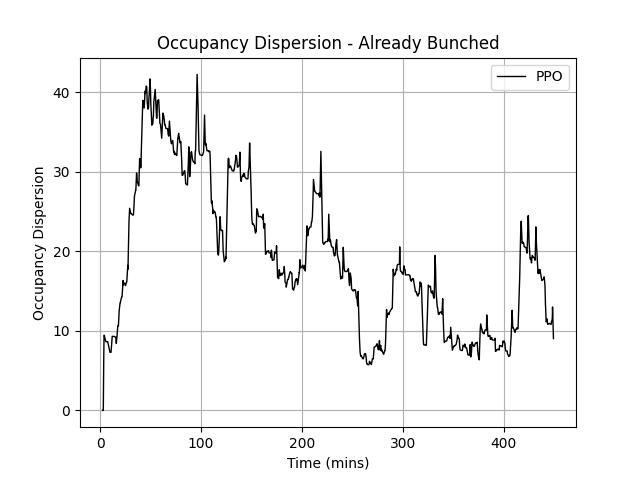 Occupancy Dispersion - Already Bunched
PPO
40
30
20
10
0
Occupancy Dispersion
0 100 200 300 400
Time (mins)